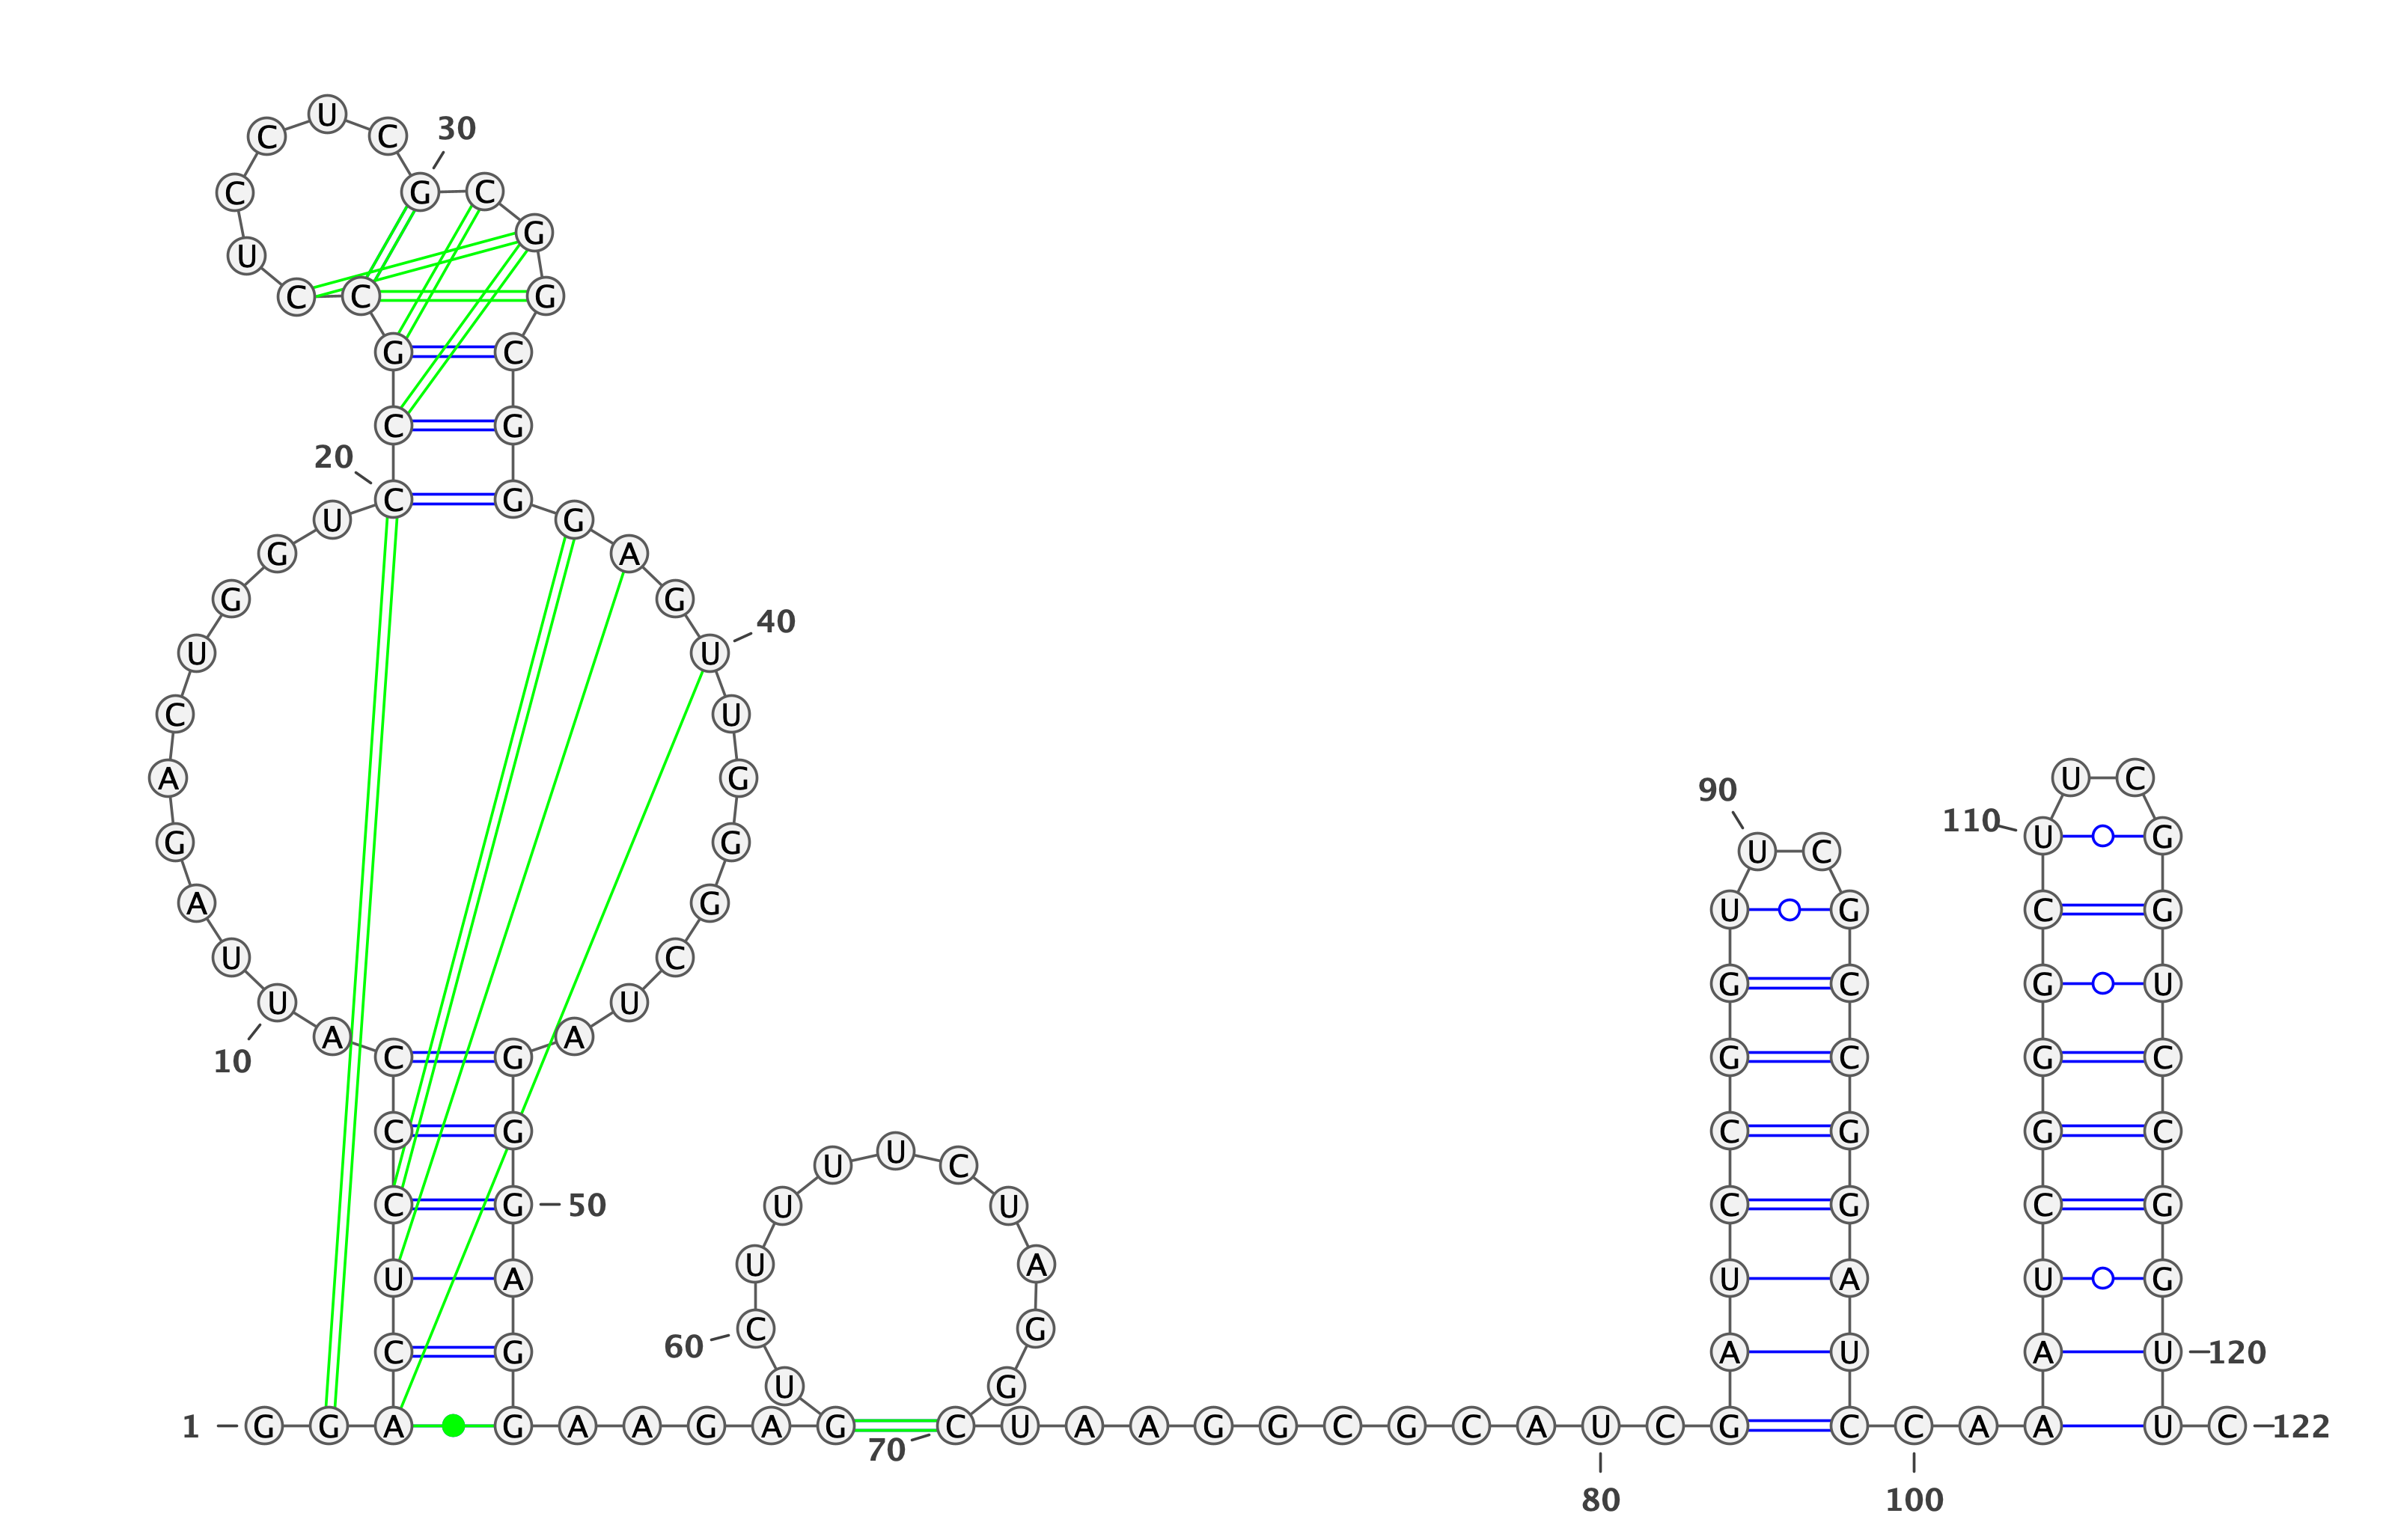 U
C C 30
C G C
G
U
C C G
G C
20 C G
C G
U G
G A
G G 40
U U
C U
A G U C
90
G G U C 110 U G
A G U G C G
U C G C G U
10 U U
A C G A G C G C
C G U U U C C G G C
C G 50 U U C G C G
U A U A U A U G
60 C G C G A U A U 120
U G
1 G G A G A A G A G C U A A G G C G C A U C G C C A A U C 122
70
80 100